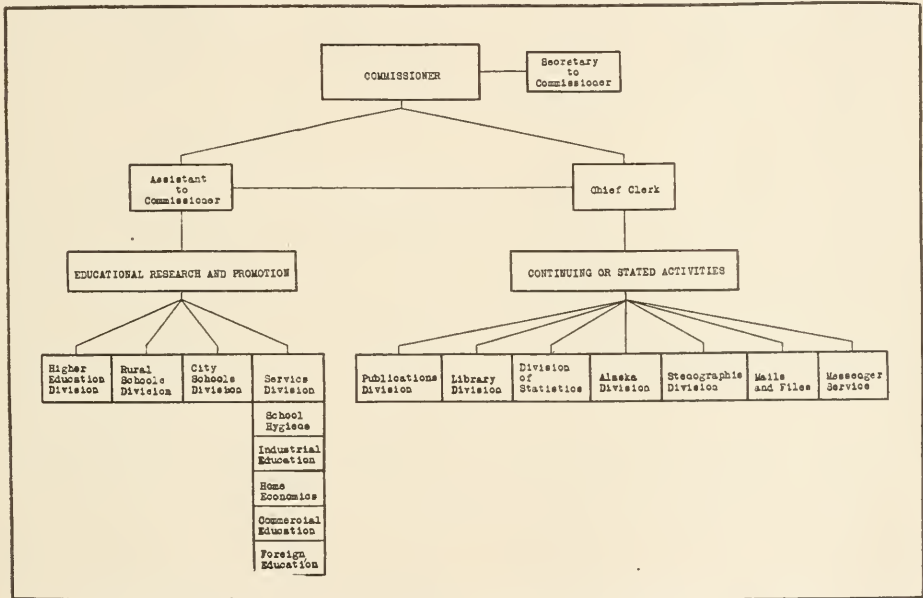 COMMISSIONER
Secretary
to
Commissioner
Assistant
to
Commissioner
Chief Clerk
EDUCATIONAL RESEARCH AND PROMOTION
CONTINUING OR STATED ACTIVITIES
Higher
Education
Division
Rural
Schools
Division
City
Schools
Division
Service
Division
School
Hygiene
Industrial
Education
Home
Economics
Commercial
Education
Foreign
Education
Publications
Division
Library
Division
Division
of
Statistics
Alaska
Division
Stenographic
Division
Mails
and Files
Messenger
Service